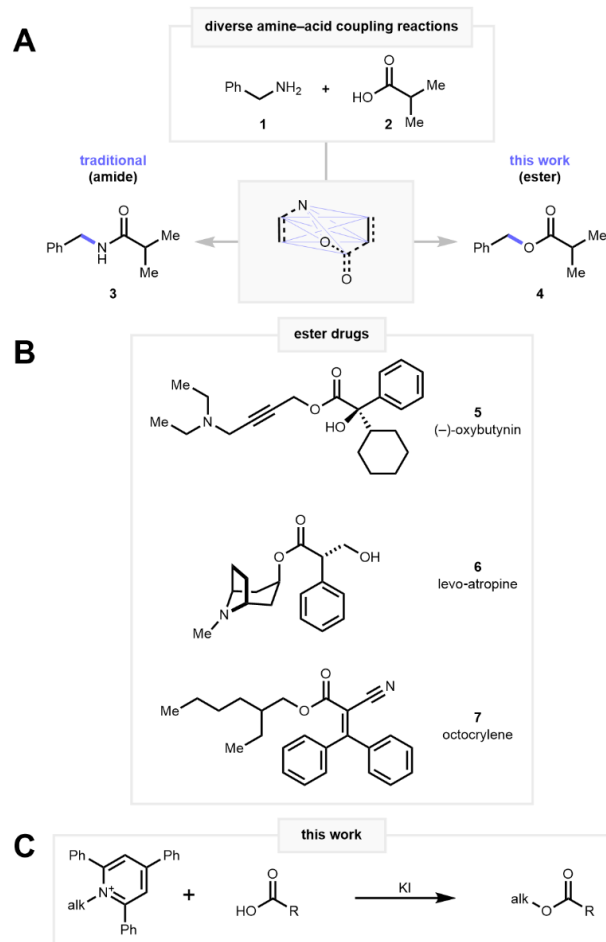 A
diverse amine–acid coupling reactions
Ph NH2 + HO O Me Me
1 2
traditional
(amide)
this work
(ester)
Ph N H O Me Me
3
N O O
Ph O O Me Me
4
B
ester drugs
Me Me N O O HO
5
(–)-oxybutynin
O O OH N Me
6
levo-atropine
Me Me O O N
7
octocrylene
C
this work
Ph Ph N+ alk Ph + HO O R KI alk O O R